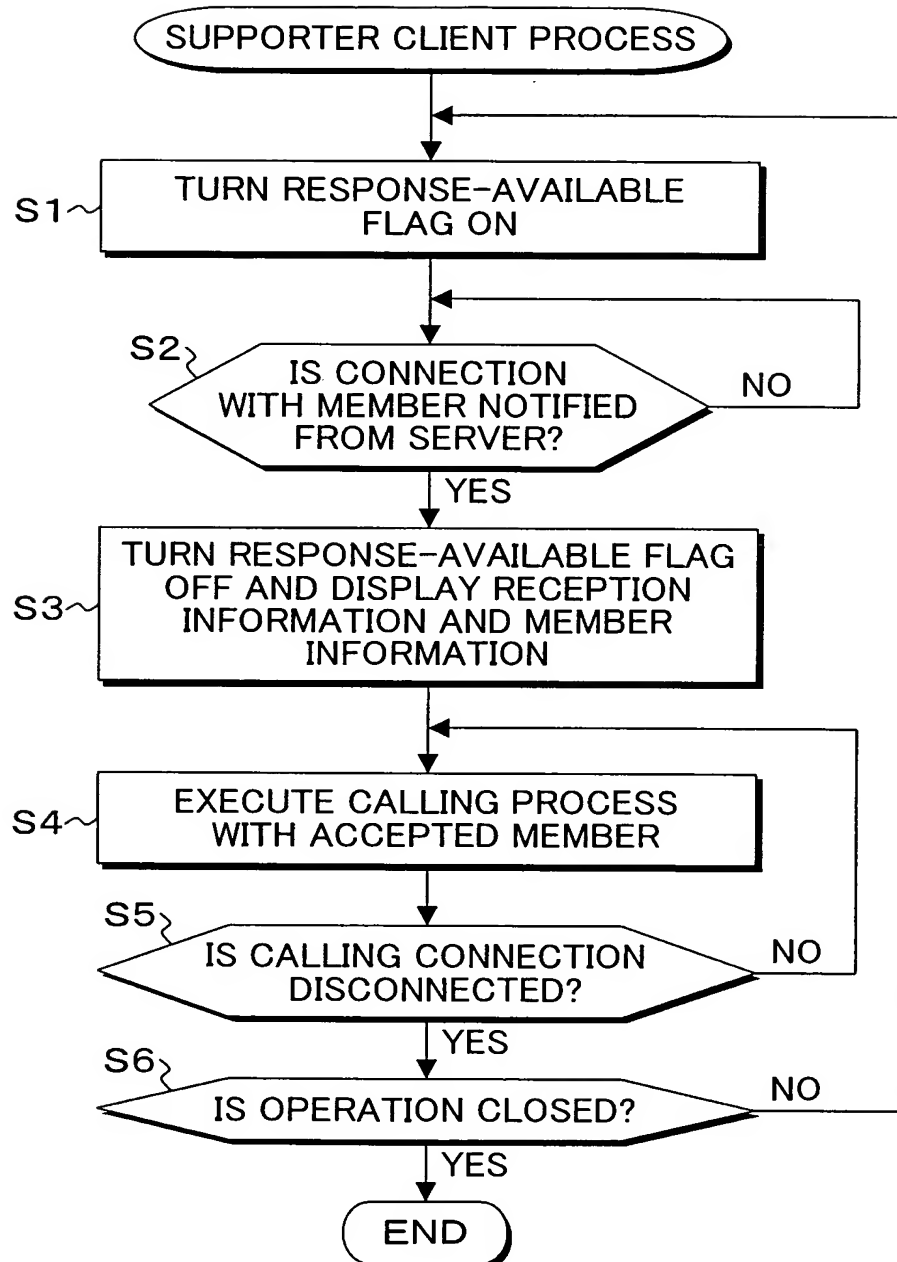 SUPPORTER CLIENT PROCESS
S1
TURN RESPONSE-AVAILABLE
FLAG ON
S2
IS CONNECTION
WITH MEMBER NOTIFIED
FROM SERVER?
NO
YES
S3
TURN RESPONSE-AVAILABLE FLAG
OFF AND DISPLAY RECEPTION
INFORMATION AND MEMBER
INFORMATION
S4
EXECUTE CALLING PROCESS
WITH ACCEPTED MEMBER
S5
IS CALLING CONNECTION
DISCONNECTED?
NO
YES
S6
IS OPERATION CLOSED?
NO
YES
END